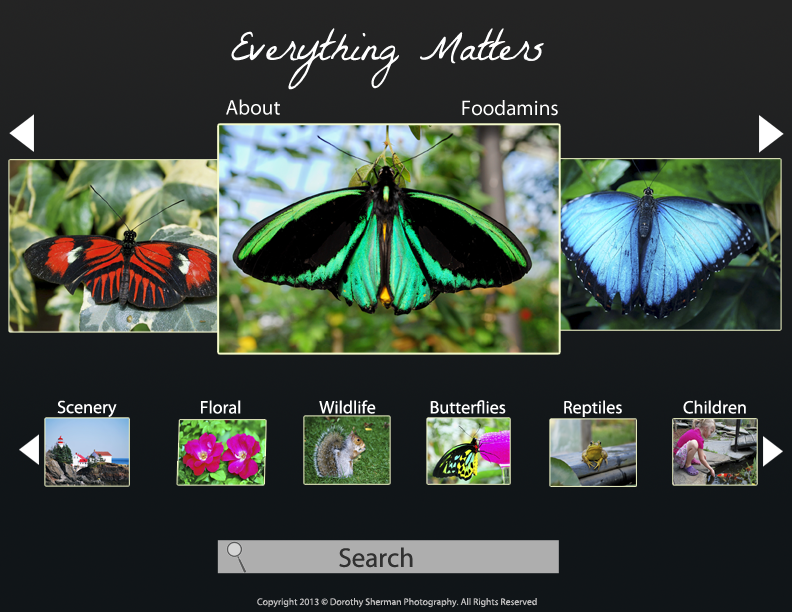 Everything Matters
About Foodamins
Scenery Floral Wildlife Butterflies Reptiles Children
Search
Copyright 2013 © Dorothy Sherman Photography. All Rights Reserved